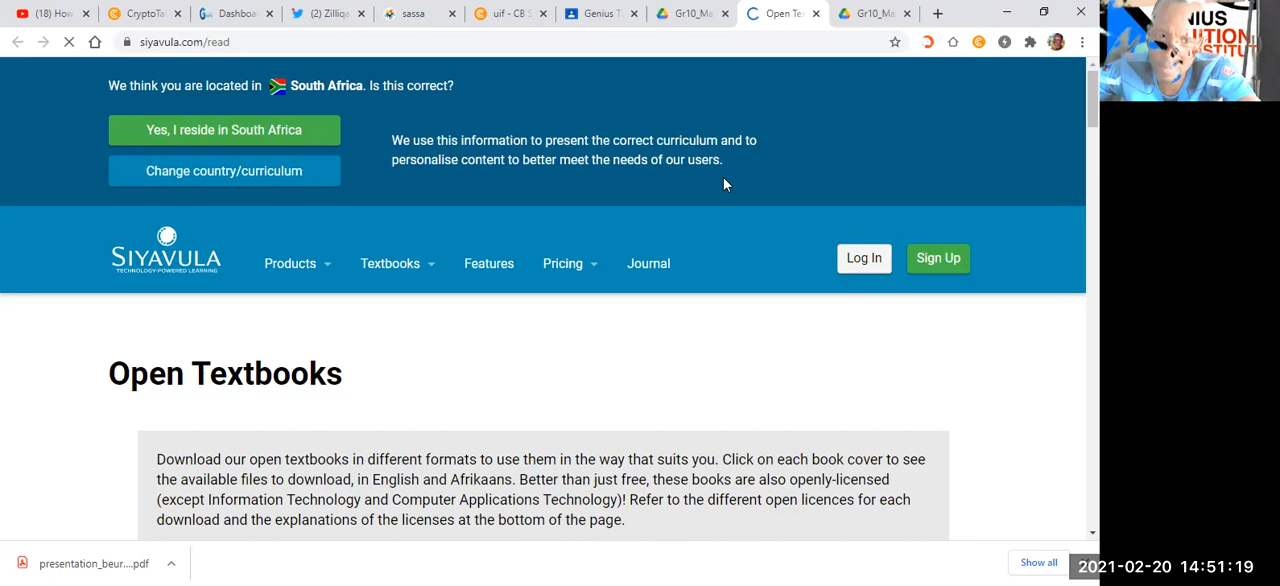 (18) How
CryptoTa
Dashboa
(2) Zilliqa
sassa
uif - CB S
Genius T
Gr10_Ma
Open Te
Gr10_Ma
siyavula.com/read
We think you are located in South Africa. Is this correct?
Yes, I reside in South Africa
Change country/curriculum
We use this information to present the correct curriculum and to
personalise content to better meet the needs of our users.
SIYAVULA
TECHNOLOGY-POWERED LEARNING
Products
Textbooks
Features
Pricing
Journal
Log In
Sign Up
Open Textbooks
Download our open textbooks in different formats to use them in the way that suits you. Click on each book cover to see
the available files to download, in English and Afrikaans. Better than just free, these books are also openly-licensed
(except Information Technology and Computer Applications Technology)! Refer to the different open licences for each
download and the explanations of the licenses at the bottom of the page.
presentation_beur....pdf
Show all
2021-02-20 14:51:19